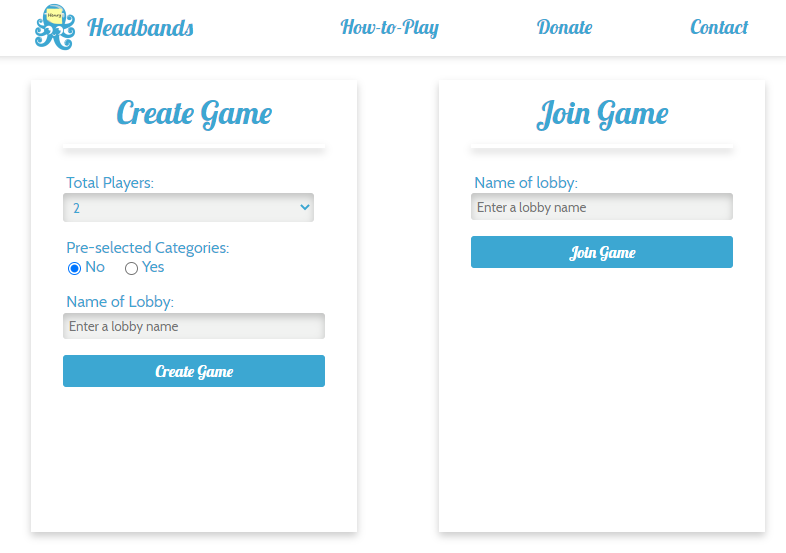 Henry
Headbands
How-to-Play
Donate
Contact
Create Game
Total Players:
2
Pre-selected Categories:
No
Yes
Name of Lobby:
Enter a lobby name
Create Game
Join Game
Name of lobby:
Enter a lobby name
Join Game